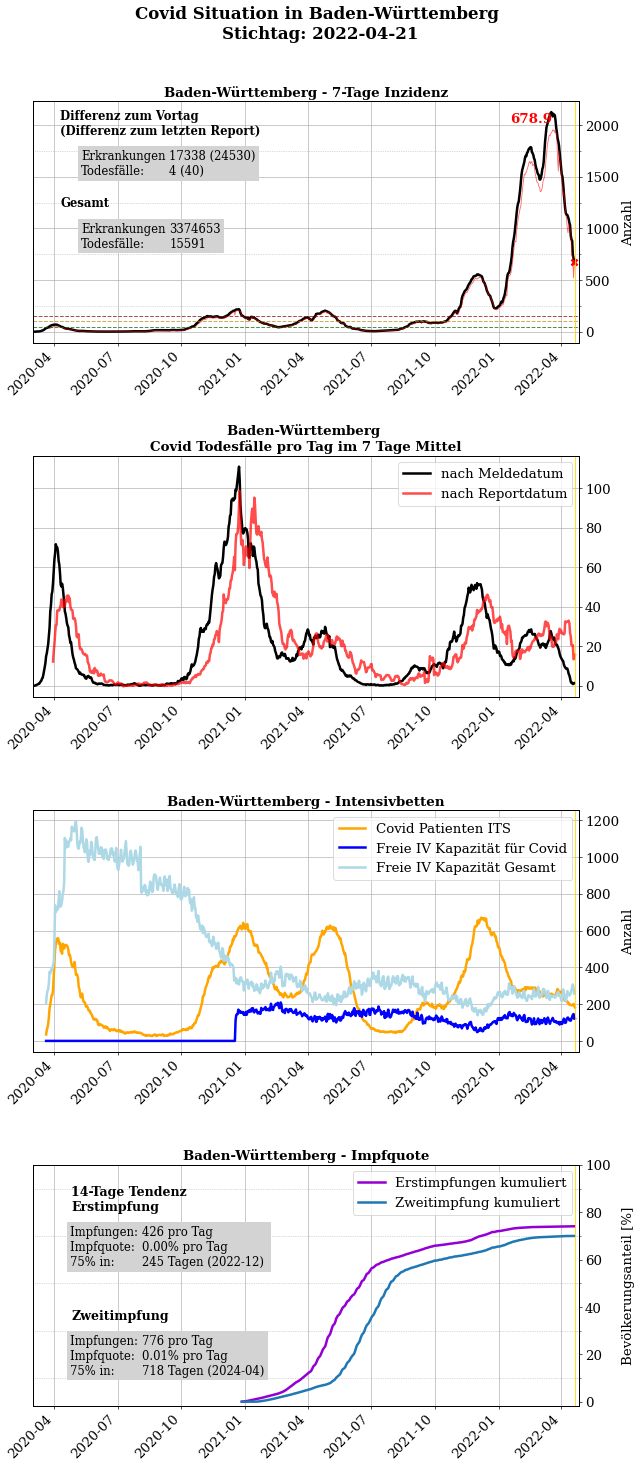 Covid Situation in Baden-Württemberg
Stichtag: 2022-04-21
Baden-Württemberg - 7-Tage Inzidenz
Differenz zum Vortag
(Differenz zum letzten Report)
Erkrankungen 17338 (24530)
Todesfälle: 4 (40)
Gesamt
Erkrankungen 3374653
Todesfälle: 15591
678.9
2000
1500
1000
500
0
Anzahl
2020-04
2020-07
2020-10
2021-01
2021-04
2021-07
2021-10
2022-01
2022-04
Baden-Württemberg
Covid Todesfälle pro Tag im 7 Tage Mittel
nach Meldedatum
nach Reportdatum
100
80
60
40
20
0
2020-04
2020-07
2020-10
2021-01
2021-04
2021-07
2021-10
2022-01
2022-04
Baden-Württemberg - Intensivbetten
Covid Patienten ITS
Freie IV Kapazität für Covid
Freie IV Kapazität Gesamt
1200
1000
800
600
400
200
0
Anzahl
2020-04
2020-07
2020-10
2021-01
2021-04
2021-07
2021-10
2022-01
2022-04
Baden-Württemberg - Impfquote
14-Tage Tendenz
Erstimpfung
Impfungen: 426 pro Tag
Impfquote: 0.00% pro Tag
75% in: 245 Tagen (2022-12)
Zweitimpfung
Impfungen: 776 pro Tag
Impfquote: 0.01% pro Tag
75% in: 718 Tagen (2024-04)
Erstimpfungen kumuliert
Zweitimpfung kumuliert
100
80
60
40
20
0
Bevölkerungsanteil [%]
2020-04
2020-07
2020-10
2021-01
2021-04
2021-07
2021-10
2022-01
2022-04